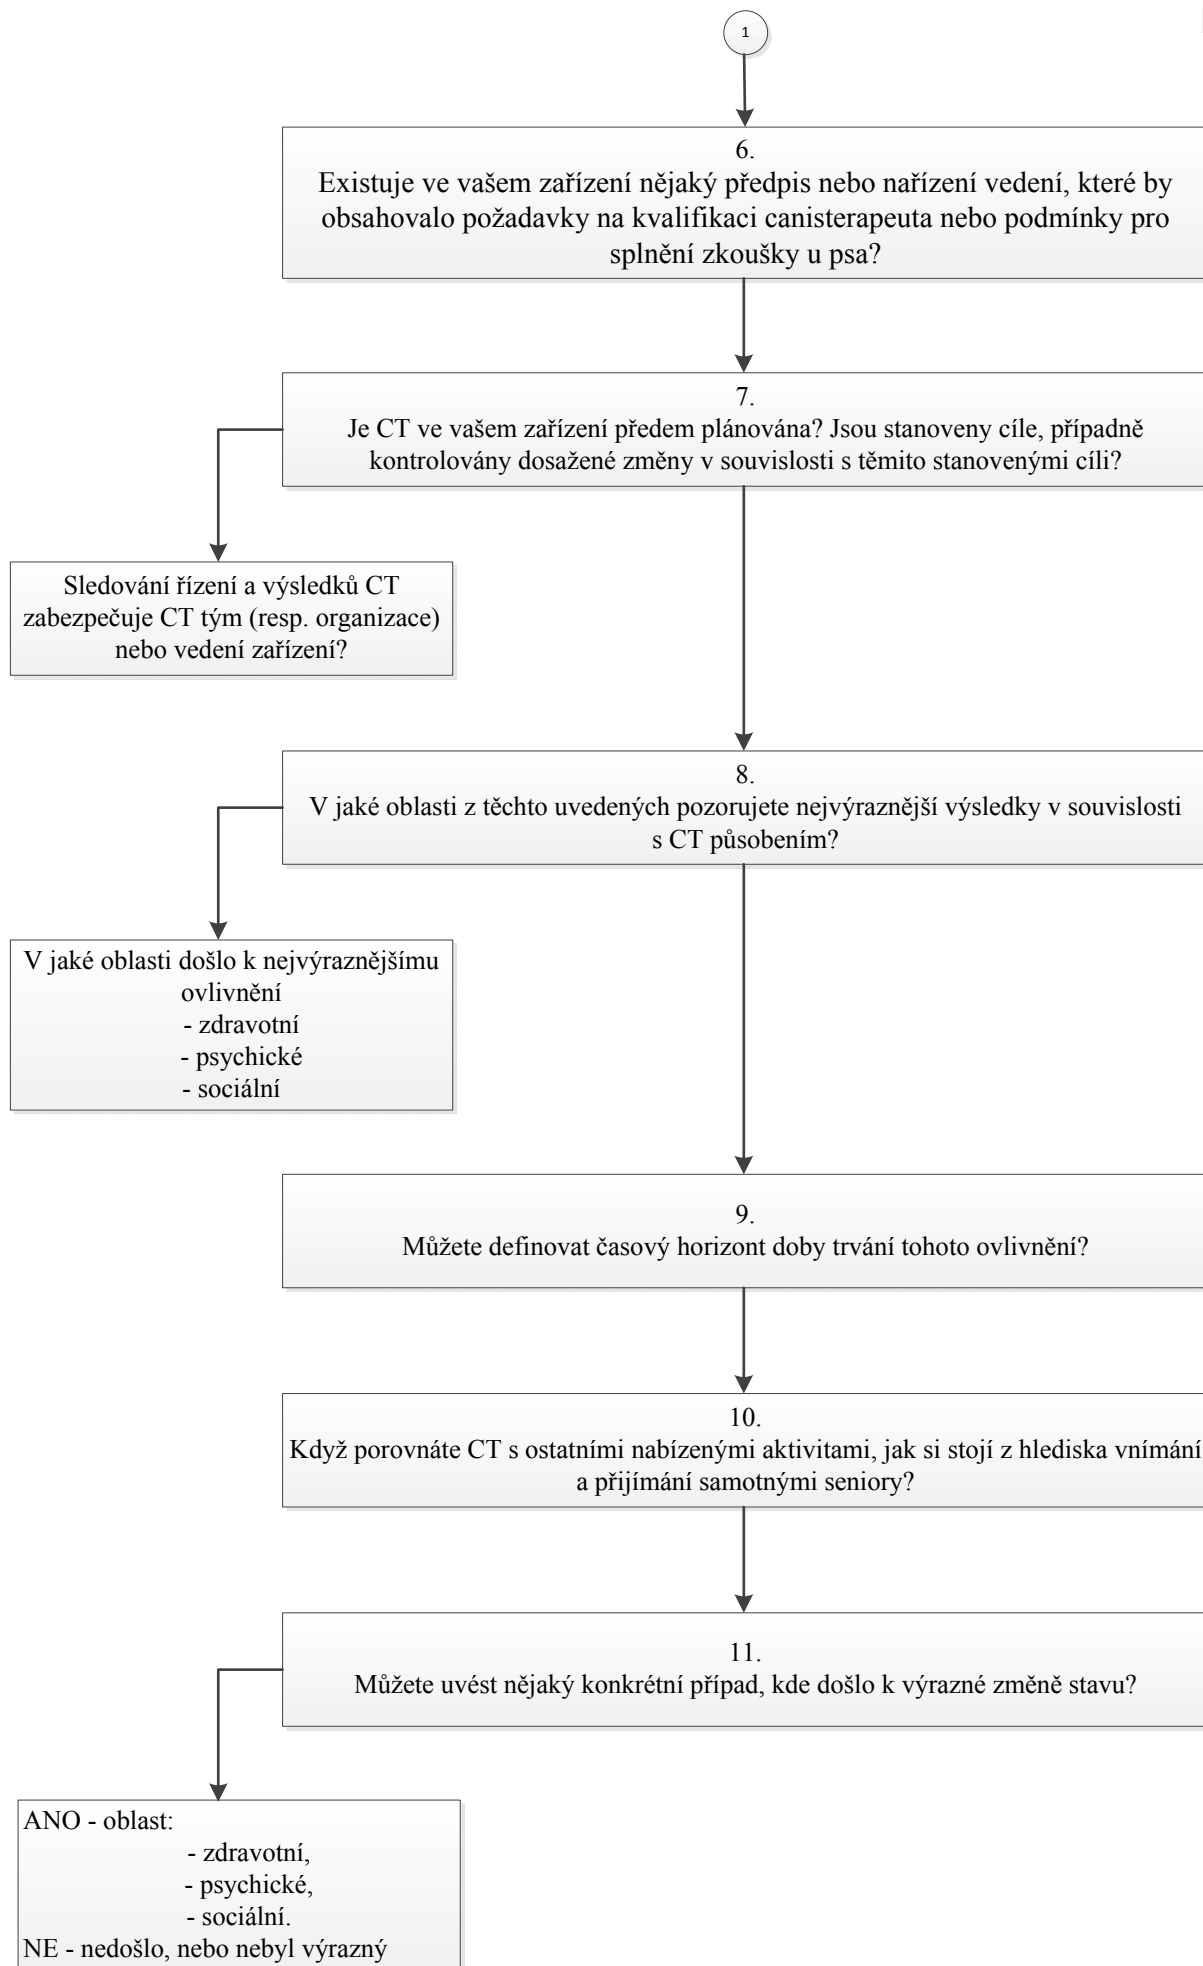 1
6.
Existuje ve vašem zařízení nějaký předpis nebo nařízení vedení, které by
obsahovalo požadavky na kvalifikaci canisterapeuta nebo podmínky pro
splnění zkoušky u psa?
7.
Je CT ve vašem zařízení předem plánována? Jsou stanoveny cíle, případně
kontrolovány dosažené změny v souvislosti s těmito stanovenými cíli?
Sledování řízení a výsledků CT
zabezpečuje CT tým (resp. organizace)
nebo vedení zařízení?
8.
V jaké oblasti z těchto uvedených pozorujete nejvýraznější výsledky v souvislosti
s CT působením?
V jaké oblasti došlo k nejvýraznějšímu
ovlivnění
- zdravotní
- psychické
- sociální
9.
Můžete definovat časový horizont doby trvání tohoto ovlivnění?
10.
Když porovnáte CT s ostatními nabízenými aktivitami, jak si stojí z hlediska vnímání
a přijímání samotnými seniory?
11.
Můžete uvést nějaký konkrétní případ, kde došlo k výrazné změně stavu?
ANO - oblast:
- zdravotní,
- psychické,
- sociální.
NE - nedošlo, nebo nebyl výrazný